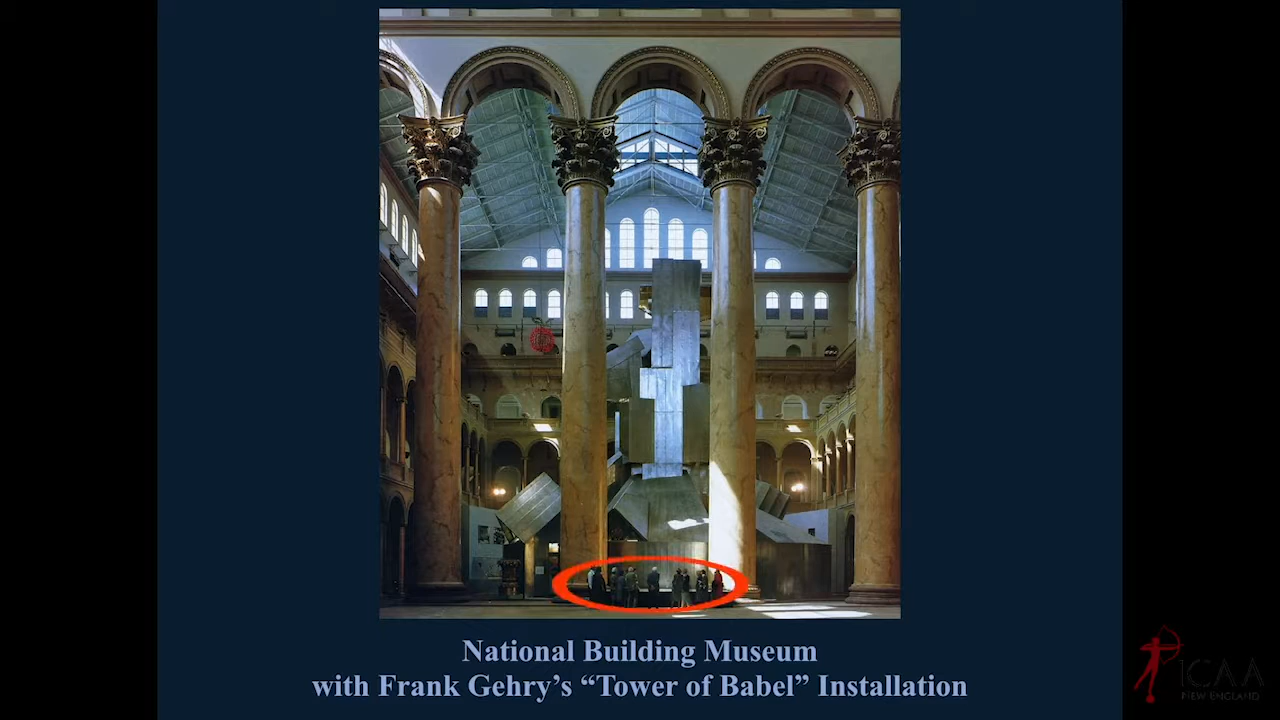 National Building Museum
with Frank Gehry’s “Tower of Babel” Installation
ICAA
NEW ENGLAND